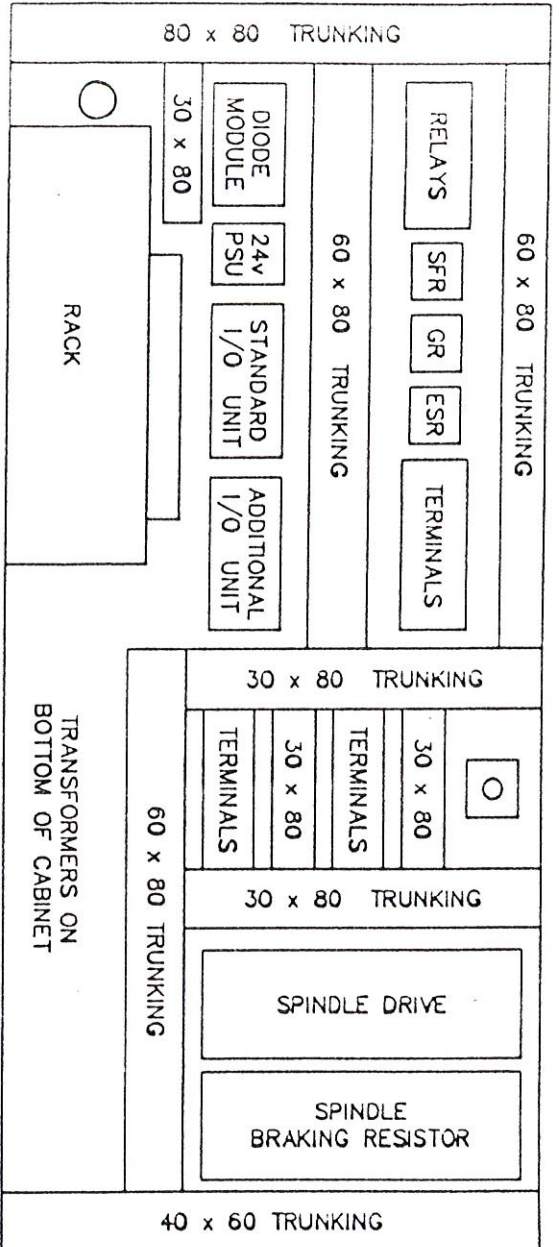 80 x 80 TRUNKING
30 x 80
DIODE
MODULE
24v
PSU
STANDARD
I/O UNIT
ADDITIONAL
I/O UNIT
60 x 80 TRUNKING
RELAYS
SFR
GR
ESR
TERMINALS
60 x 80 TRUNKING
RACK
30 x 80 TRUNKING
TERMINALS
30 x 80
TERMINALS
30 x 80
30 x 80 TRUNKING
60 x 80 TRUNKING
TRANSFORMERS ON
BOTTOM OF CABINET
SPINDLE DRIVE
SPINDLE
BRAKING RESISTOR
40 x 60 TRUNKING